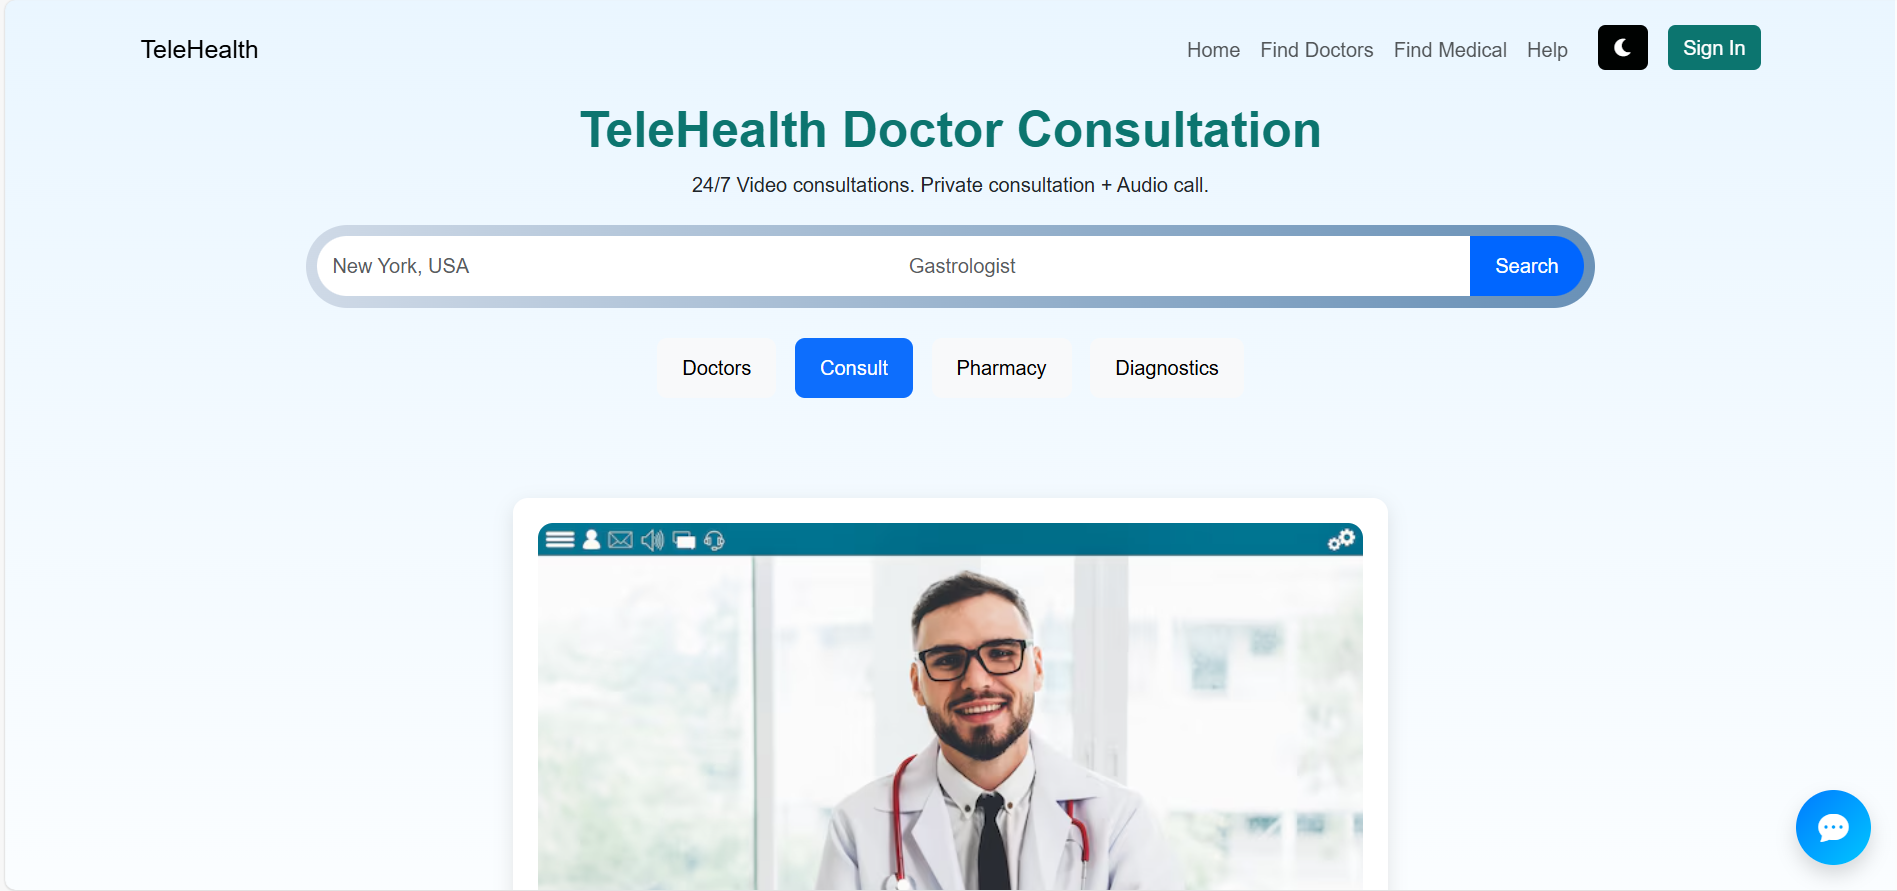 TeleHealth
Home Find Doctors Find Medical Help Sign In
TeleHealth Doctor Consultation
24/7 Video consultations. Private consultation + Audio call.
New York, USA Gastrologist Search
Doctors Consult Pharmacy Diagnostics